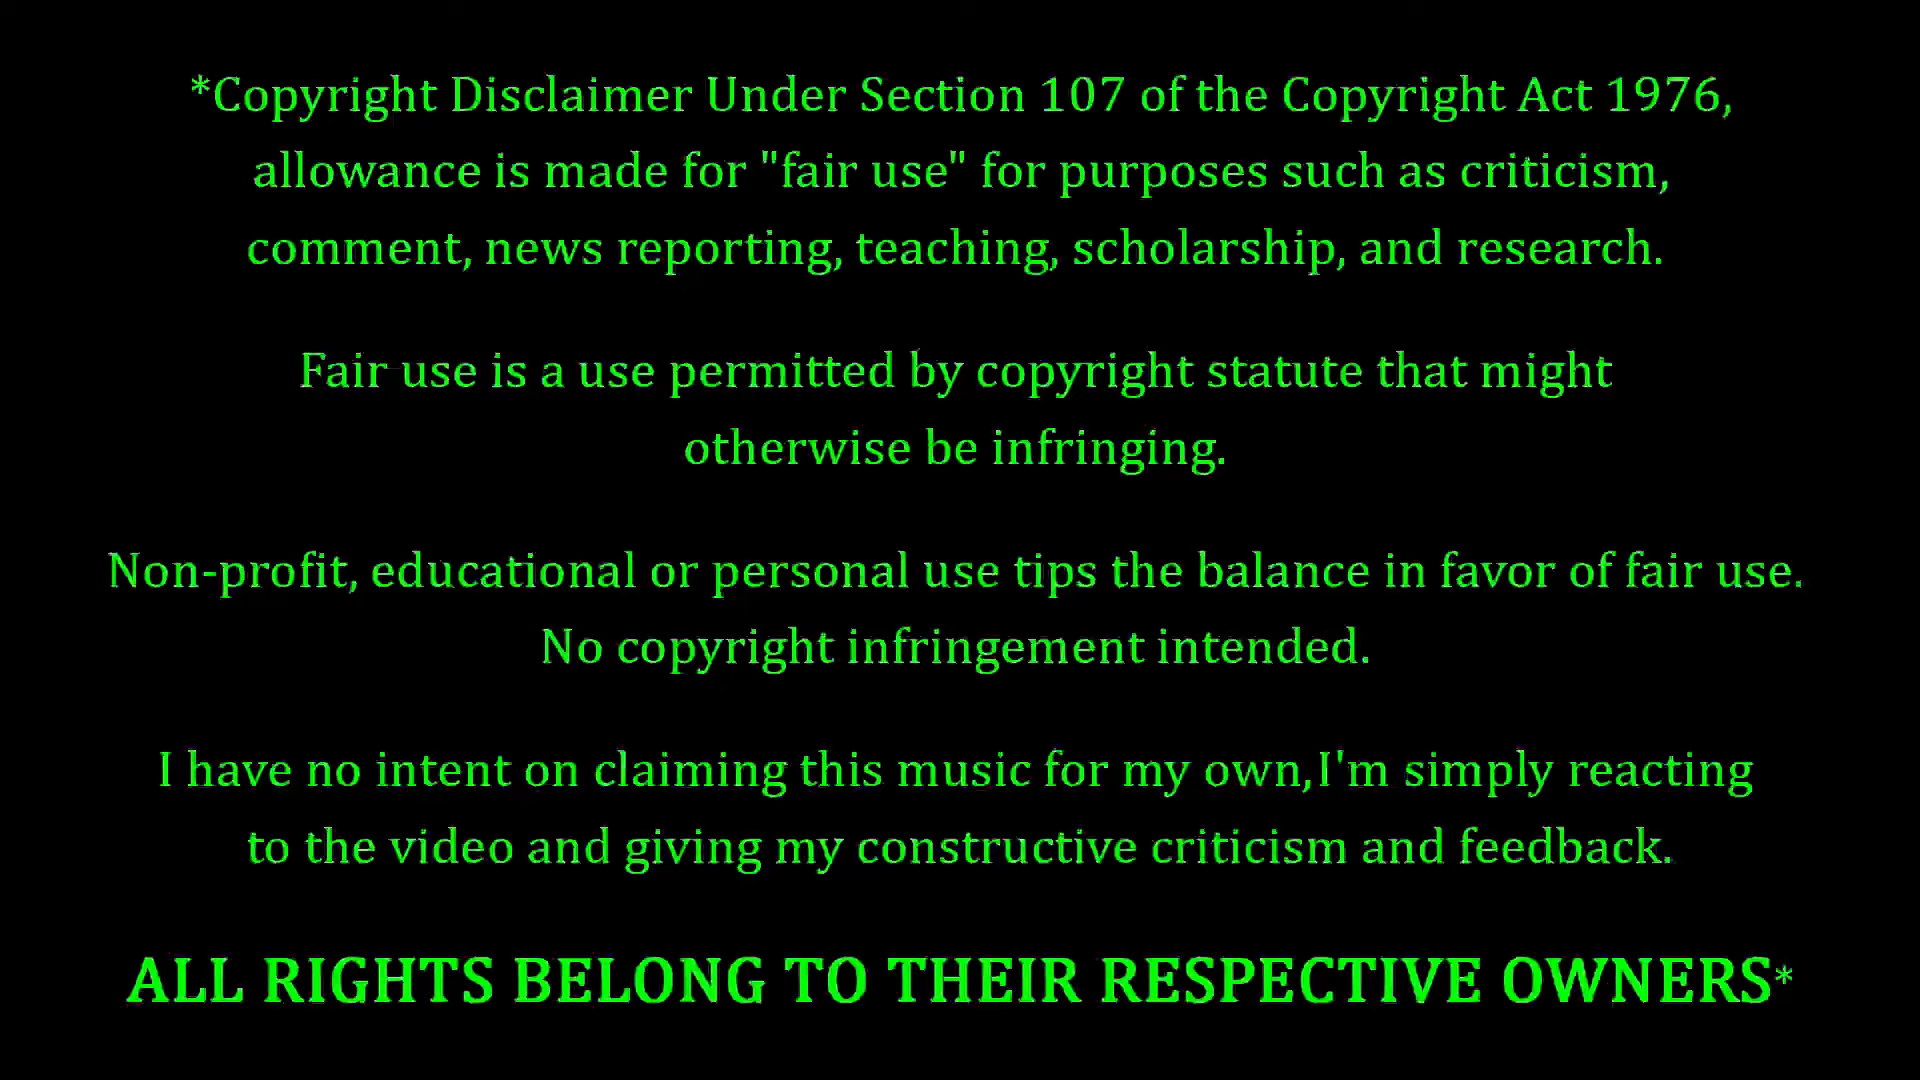 *Copyright Disclaimer Under Section 107 of the Copyright Act 1976,
allowance is made for "fair use" for purposes such as criticism,
comment, news reporting, teaching, scholarship, and research.
Fair use is a use permitted by copyright statute that might
otherwise be infringing.
Non-profit, educational or personal use tips the balance in favor of fair use.
No copyright infringement intended.
I have no intent on claiming this music for my own,I'm simply reacting
to the video and giving my constructive criticism and feedback.
ALL RIGHTS BELONG TO THEIR RESPECTIVE OWNERS*